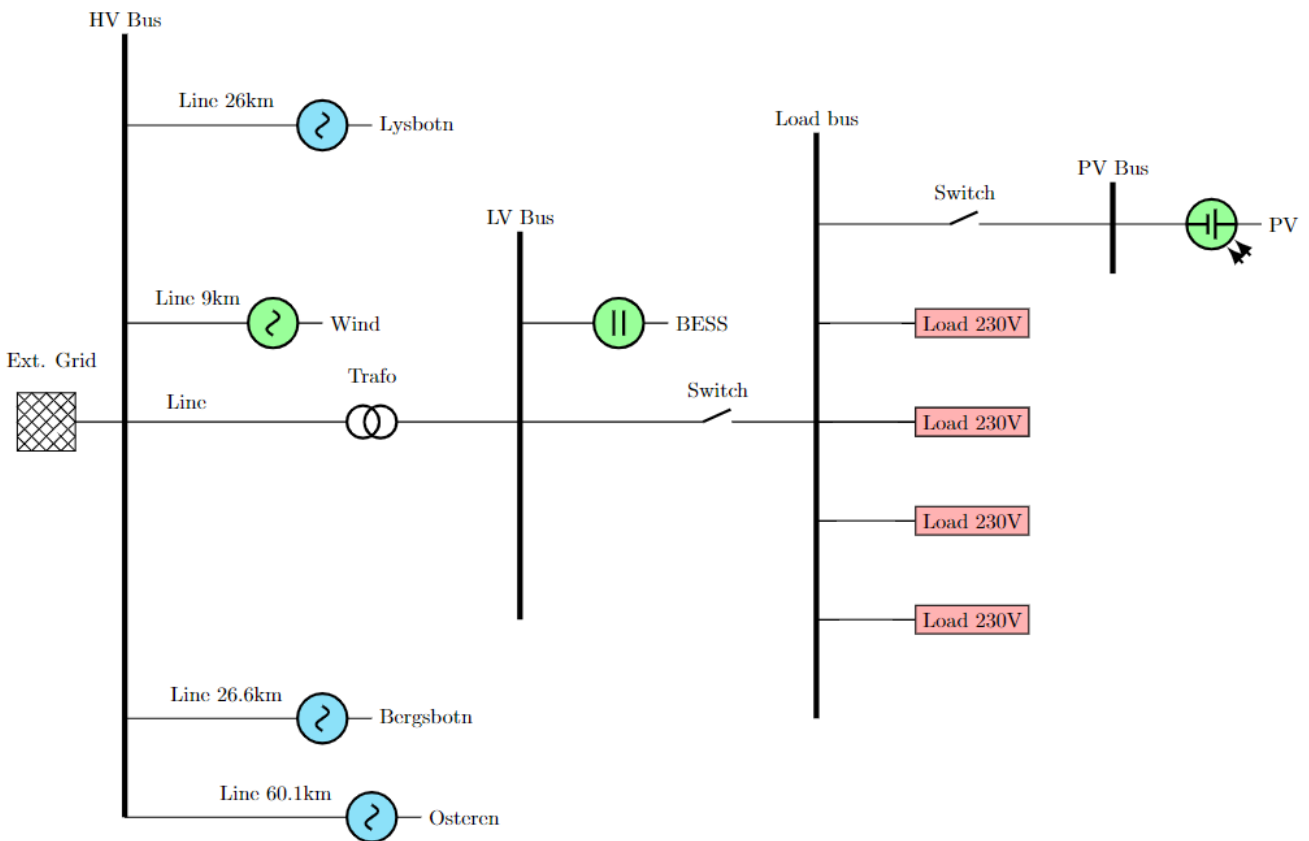 HV Bus
Line 26km
Lysbotn
Load bus
PV Bus
Switch
LV Bus
PV
Line 9km
Wind
BESS
Load 230V
Ext. Grid
Trafo
Switch
Line
Load 230V
Load 230V
Load 230V
Line 26.6km
Bergsbotn
Line 60.1km
Osteren